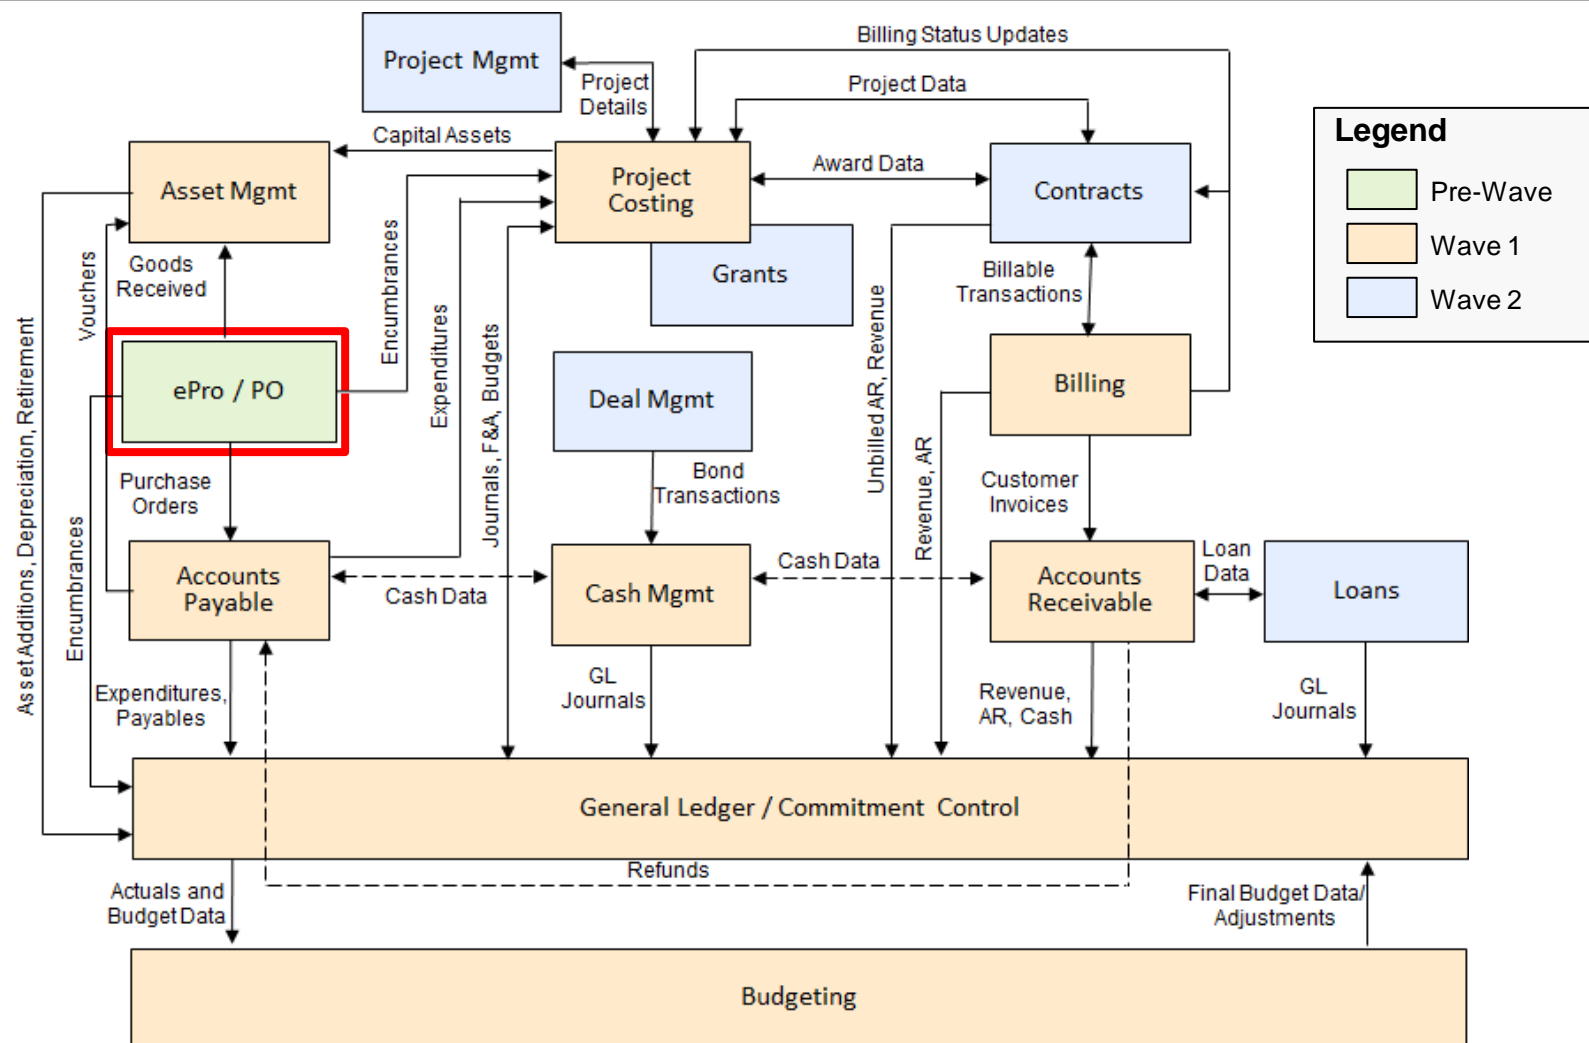 Billing Status Updates
Project Mgmt
Project
Details
Project Data
Legend
Pre-Wave
Wave 1
Wave 2
Capital Assets
Asset Mgmt
Project
Costing
Award Data
Contracts
Grants
Vouchers
Goods
Received
Encumbrances
Expenditures
Journals, F&A, Budgets
Billable
Transactions
Unbilled AR, Revenue
Revenue, AR
ePro / PO
Deal Mgmt
Billing
Asset Additions, Depreciation, Retirement
Encumbrances
Purchase
Orders
Bond
Transactions
Customer
Invoices
Accounts
Payable
Cash Data
Cash Mgmt
Cash Data
Accounts
Receivable
Loan
Data
Loans
Expenditures,
Payables
GL
Journals
Revenue,
AR, Cash
GL
Journals
General Ledger / Commitment Control
Refunds
Actuals and
Budget Data
Final Budget Data/
Adjustments
Budgeting